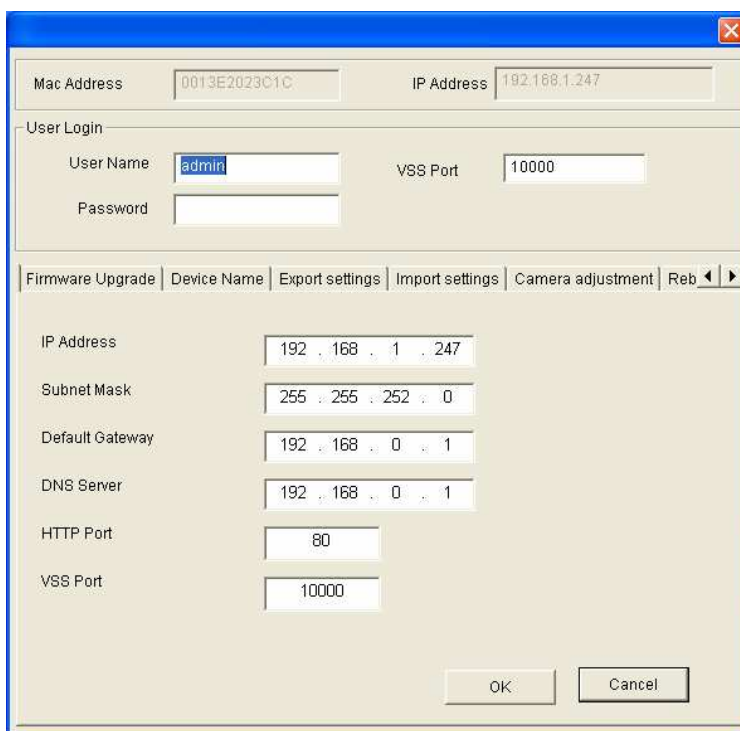 Mac Address 0013E2023C1C IP Address 192.168.1.247
User Login
User Name admin VSS Port 10000
Password
Firmware Upgrade Device Name Export settings Import settings Camera adjustment Reb
IP Address 192 . 168 . 1 . 247
Subnet Mask 255 . 255 . 252 . 0
Default Gateway 192 . 168 . 0 . 1
DNS Server 192 . 168 . 0 . 1
HTTP Port 80
VSS Port 10000
OK Cancel